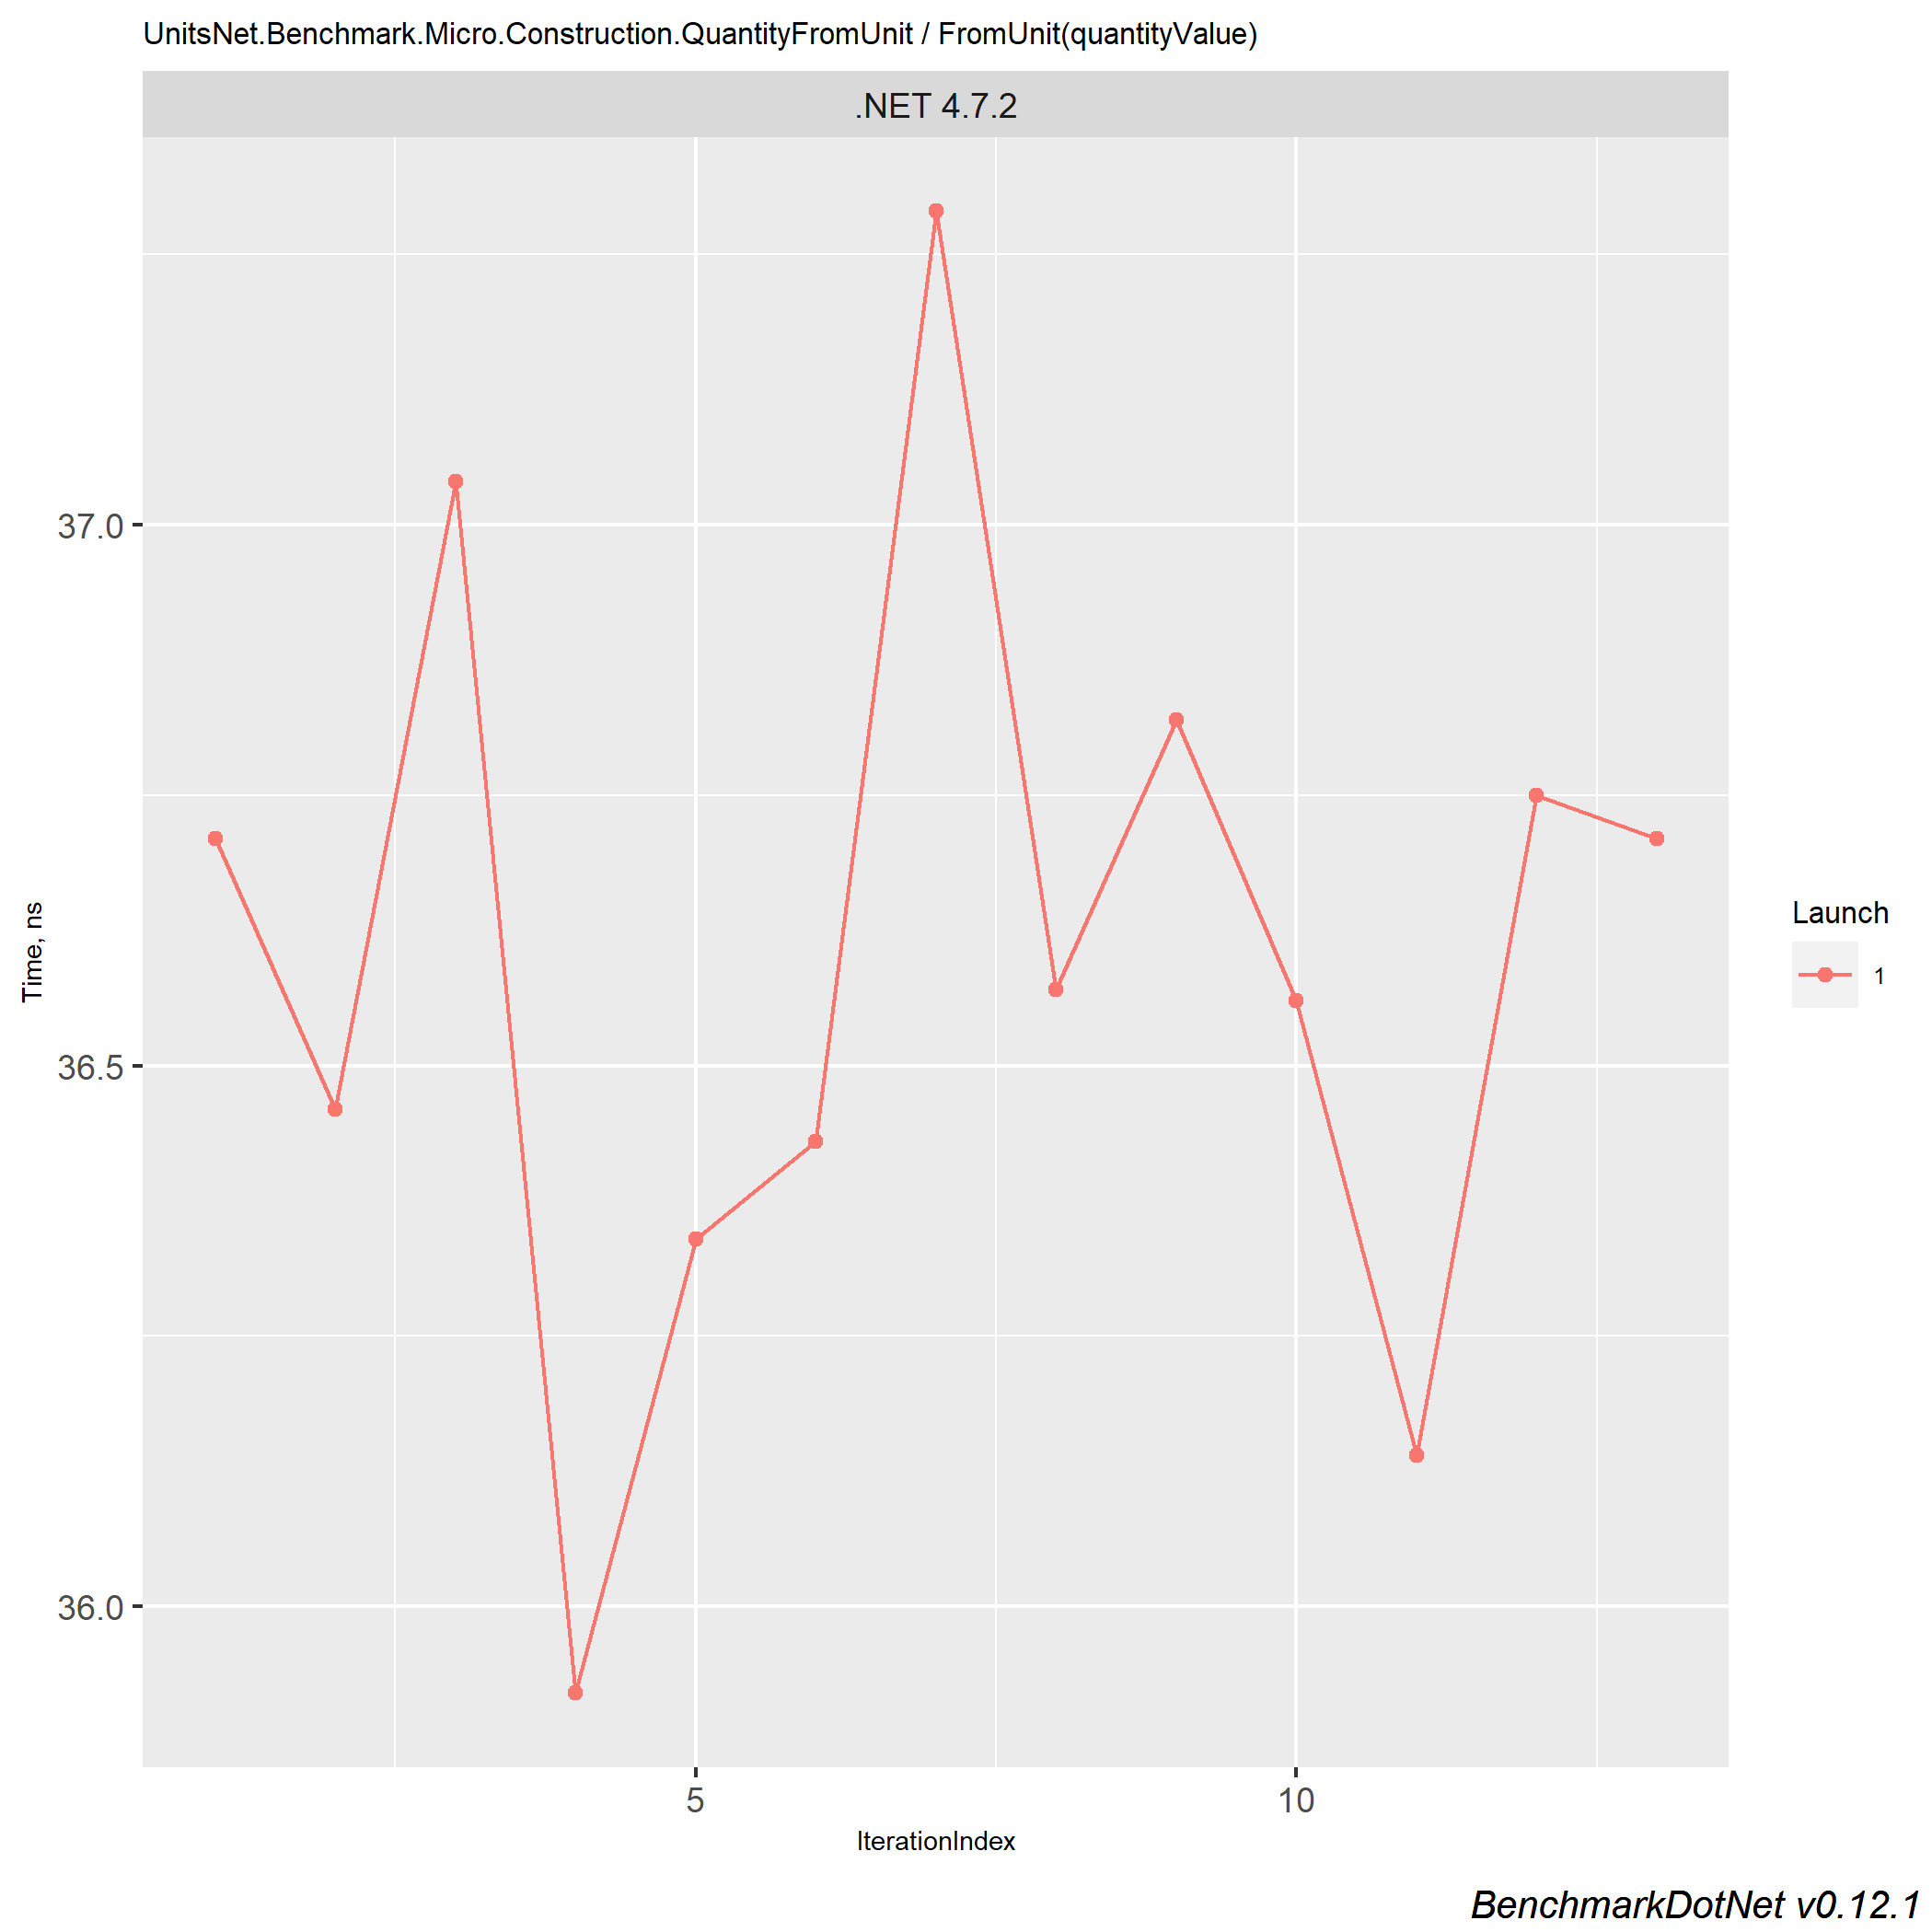 UnitsNet.Benchmark.Micro.Construction.QuantityFromUnit / FromUnit(quantityValue)
.NET 4.7.2
37.0
36.5
36.0
Time, ns
5
10
IterationIndex
Launch
1
BenchmarkDotNet v0.12.1